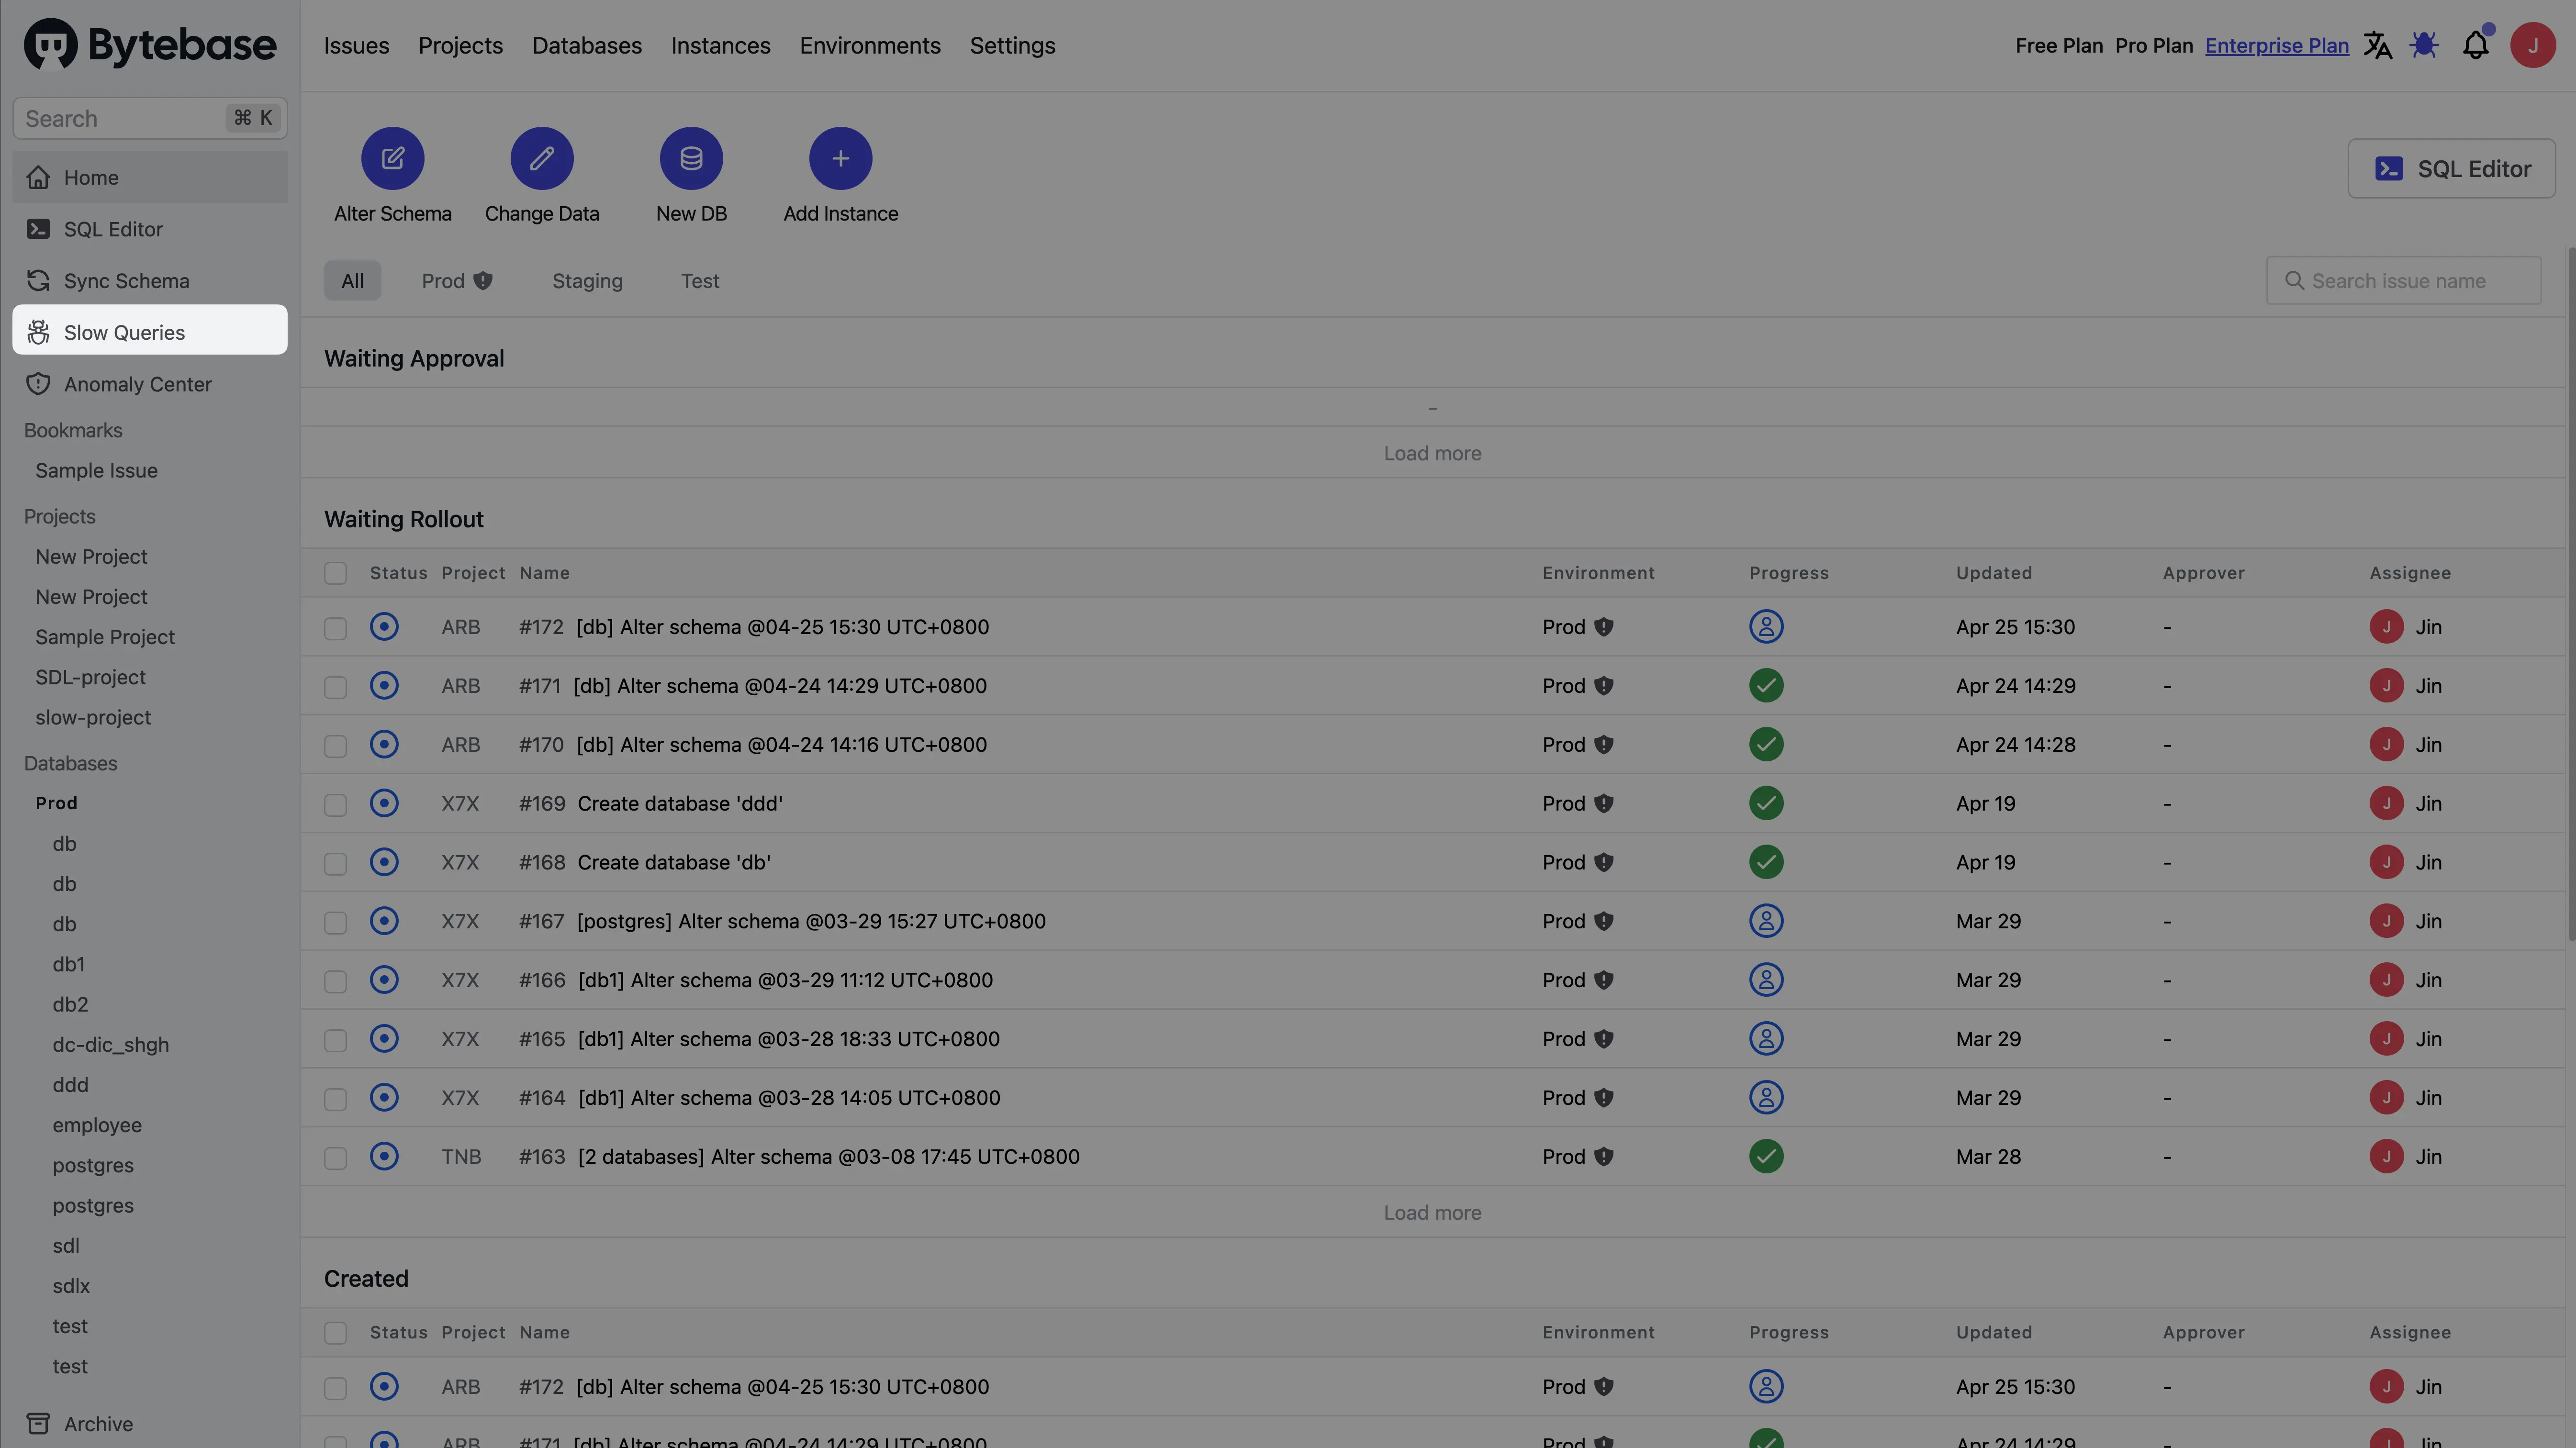 Bytebase
Issues Projects Databases Instances Environments Settings
Free Plan Pro Plan Enterprise Plan
J
Search ⌘ K
Home
SQL Editor
Sync Schema
Slow Queries
Anomaly Center
Bookmarks
Sample Issue
Projects
New Project
New Project
Sample Project
SDL-project
slow-project
Databases
Prod
db
db
db
db1
db2
dc-dic_shgh
ddd
employee
postgres
postgres
sdl
sdlx
test
test
Archive
Alter Schema Change Data New DB Add Instance
SQL Editor
All Prod Staging Test
Search issue name
Waiting Approval
-
Load more
Waiting Rollout
Status Project Name Environment Progress Updated Approver Assignee
ARB #172 [db] Alter schema @04-25 15:30 UTC+0800 Prod Apr 25 15:30 - J Jin
ARB #171 [db] Alter schema @04-24 14:29 UTC+0800 Prod Apr 24 14:29 - J Jin
ARB #170 [db] Alter schema @04-24 14:16 UTC+0800 Prod Apr 24 14:28 - J Jin
X7X #169 Create database 'ddd' Prod Apr 19 - J Jin
X7X #168 Create database 'db' Prod Apr 19 - J Jin
X7X #167 [postgres] Alter schema @03-29 15:27 UTC+0800 Prod Mar 29 - J Jin
X7X #166 [db1] Alter schema @03-29 11:12 UTC+0800 Prod Mar 29 - J Jin
X7X #165 [db1] Alter schema @03-28 18:33 UTC+0800 Prod Mar 29 - J Jin
X7X #164 [db1] Alter schema @03-28 14:05 UTC+0800 Prod Mar 29 - J Jin
TNB #163 [2 databases] Alter schema @03-08 17:45 UTC+0800 Prod Mar 28 - J Jin
Load more
Created
Status Project Name Environment Progress Updated Approver Assignee
ARB #172 [db] Alter schema @04-25 15:30 UTC+0800 Prod Apr 25 15:30 - J Jin
ARB #171 [db] Alter schema @04-24 14:29 UTC+0800 Prod Apr 24 14:29 - J Jin